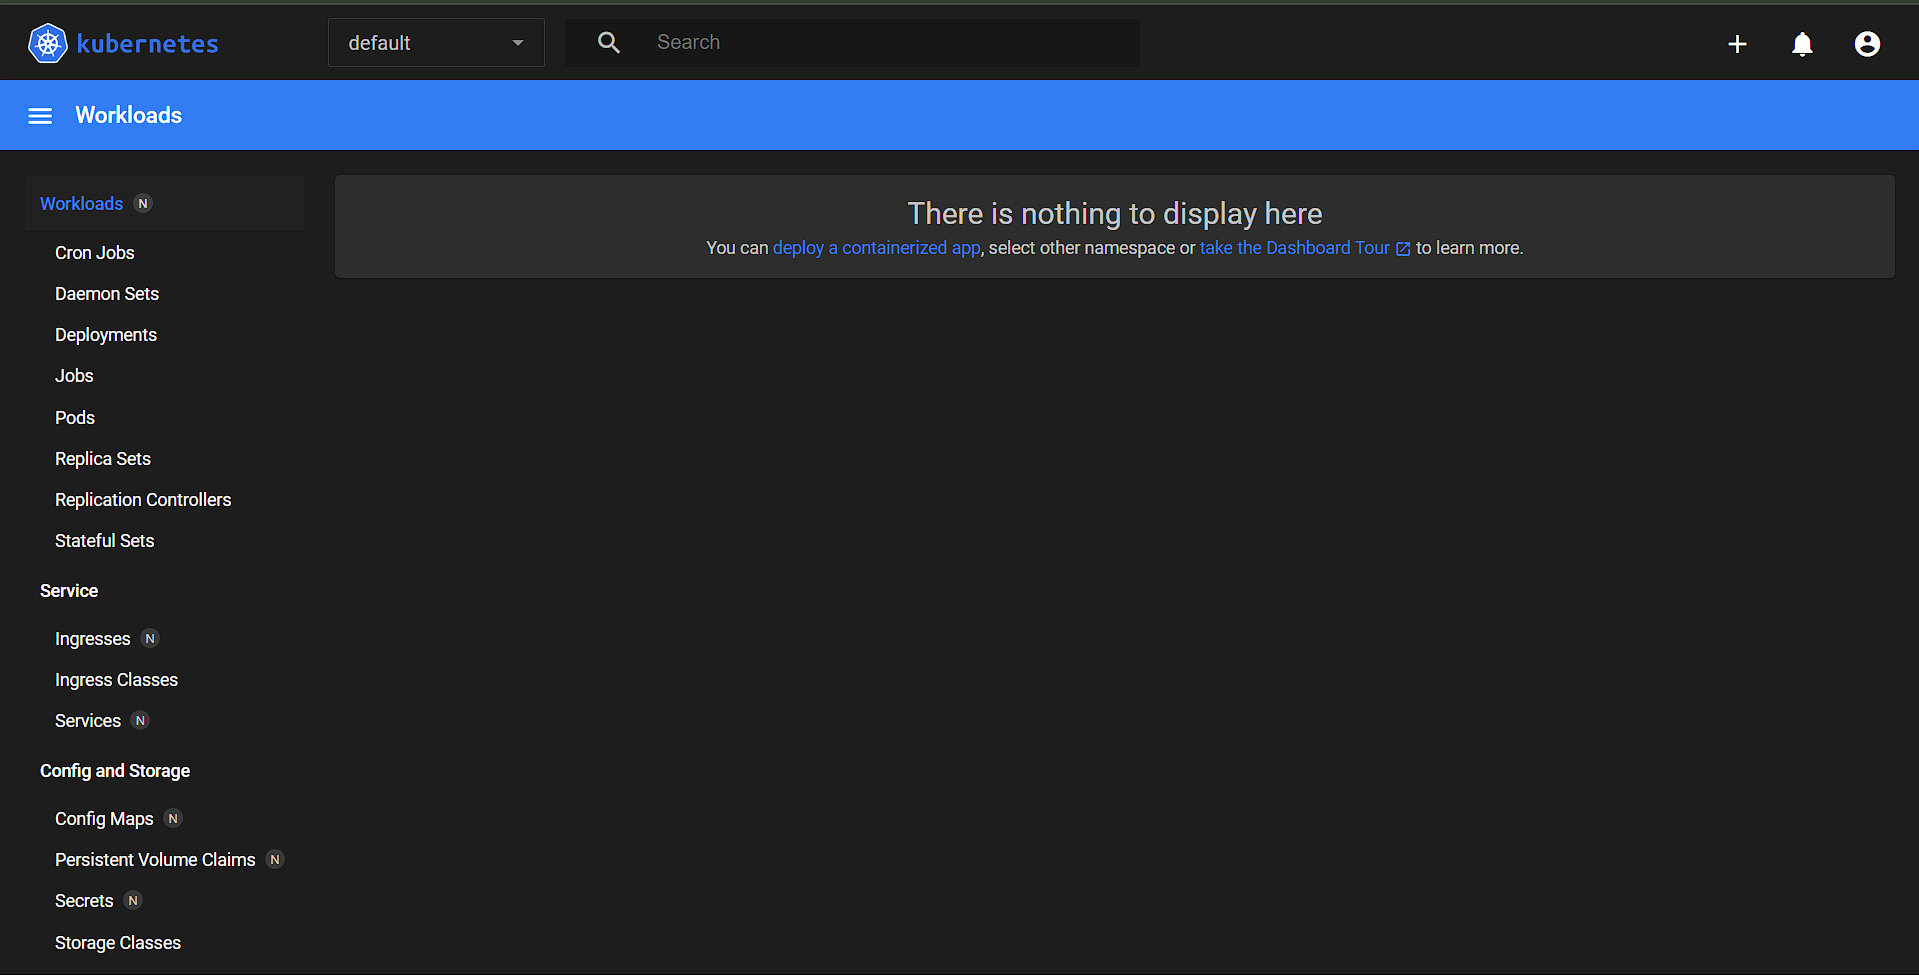 kubernetes
default
Search
Workloads
Workloads N
Cron Jobs
Daemon Sets
Deployments
Jobs
Pods
Replica Sets
Replication Controllers
Stateful Sets
Service
Ingresses N
Ingress Classes
Services N
Config and Storage
Config Maps N
Persistent Volume Claims N
Secrets N
Storage Classes
There is nothing to display here
You can deploy a containerized app, select other namespace or take the Dashboard Tour to learn more.